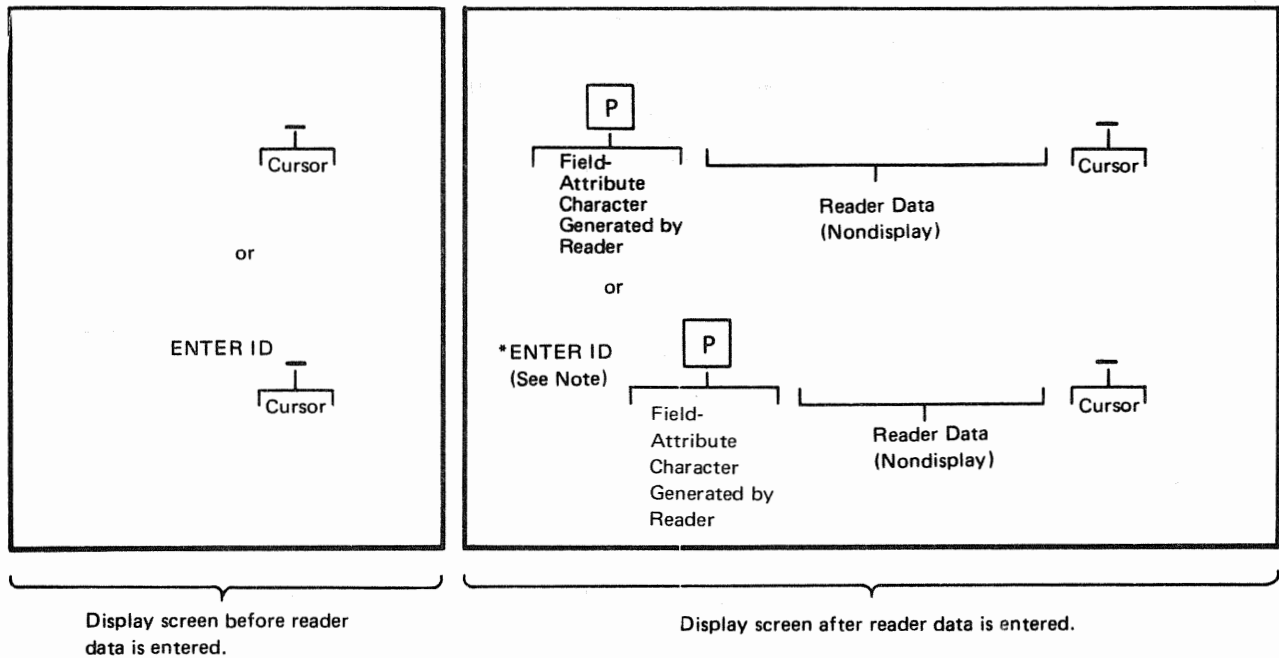 Cursor
or
ENTER ID
Cursor
Display screen before reader
data is entered.
P
Field-
Attribute
Character
Generated by
Reader
Reader Data
(Nondisplay)
Cursor
or
*ENTER ID
(See Note)
P
Field-
Attribute
Character
Generated by
Reader
Reader Data
(Nondisplay)
Cursor
Display screen after reader data is entered.